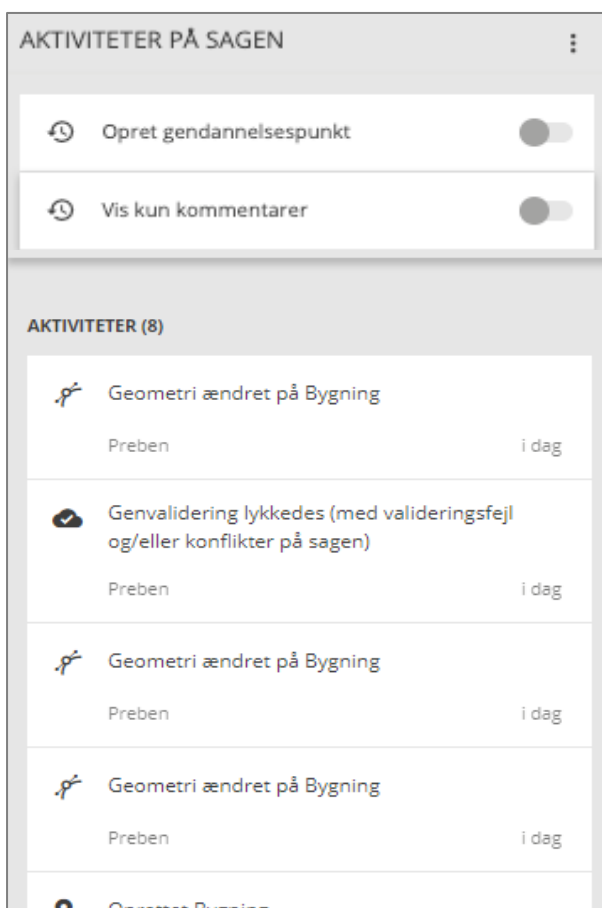 AKTIVITETER PÅ SAGEN
Opret gendannelsespunkt
Vis kun kommentarer
AKTIVITETER (8)
Geometri ændret på Bygning
Preben i dag
Genvalidering lykkedes (med valideringsfejl
og/eller konflikter på sagen)
Preben i dag
Geometri ændret på Bygning
Preben i dag
Geometri ændret på Bygning
Preben i dag
Oprettet Bygning